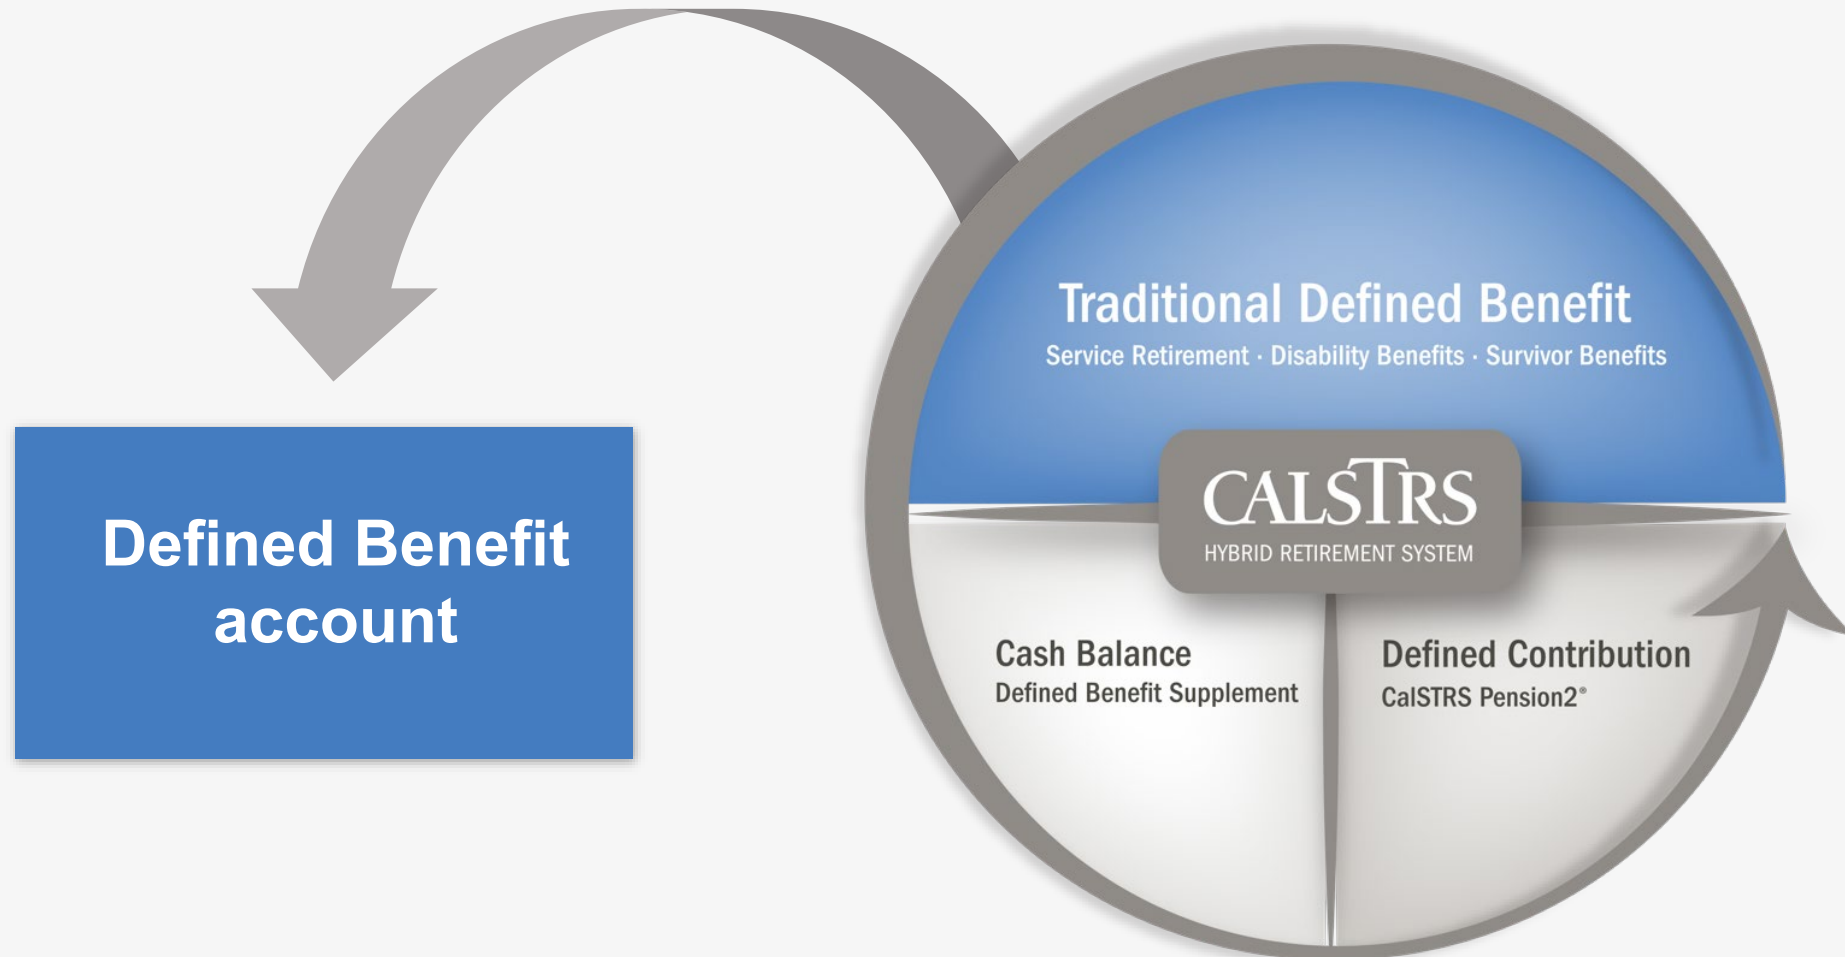 Defined Benefit
account
Traditional Defined Benefit
Service Retirement · Disability Benefits · Survivor Benefits
CALSTRS
HYBRID RETIREMENT SYSTEM
Cash Balance
Defined Benefit Supplement
Defined Contribution
CalSTRS Pension2®